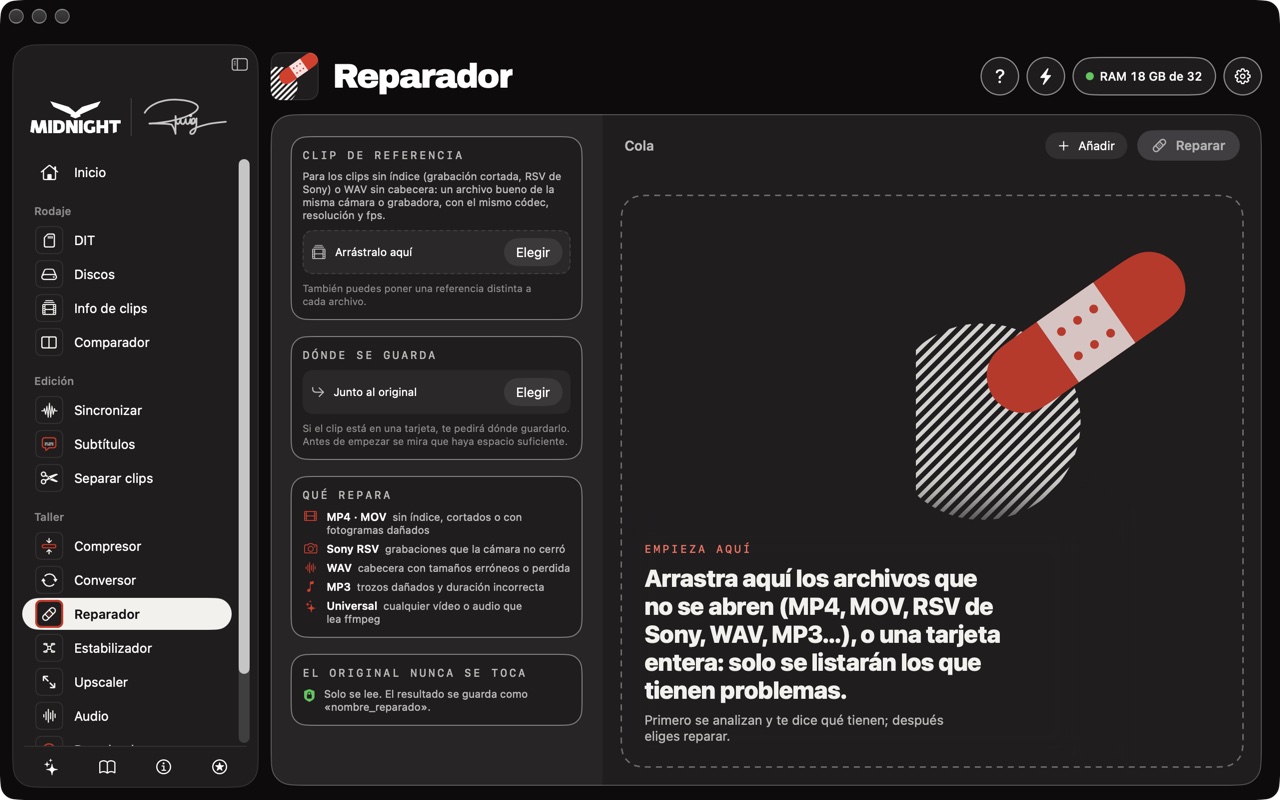 MIDNIGHT
Puig
Inicio
Rodaje
DIT
Discos
Info de clips
Comparador
Edición
Sincronizar
Subtítulos
Separar clips
Taller
Compresor
Conversor
Reparador
Estabilizador
Upscaler
Audio
Reparador
?
RAM 18 GB de 32
CLIP DE REFERENCIA
Para los clips sin índice (grabación cortada, RSV de
Sony) o WAV sin cabecera: un archivo bueno de la
misma cámara o grabadora, con el mismo códec,
resolución y fps.
Arrástralo aquí
Elegir
También puedes poner una referencia distinta a
cada archivo.
DÓNDE SE GUARDA
Junto al original
Elegir
Si el clip está en una tarjeta, te pedirá dónde guardarlo.
Antes de empezar se mira que haya espacio suficiente.
QUÉ REPARA
MP4 · MOV sin índice, cortados o con
fotogramas dañados
Sony RSV grabaciones que la cámara no cerró
WAV cabecera con tamaños erróneos o perdida
MP3 trozos dañados y duración incorrecta
Universal cualquier vídeo o audio que
lea ffmpeg
EL ORIGINAL NUNCA SE TOCA
Solo se lee. El resultado se guarda como
«nombre_reparado».
Cola
+ Añadir
Reparar
EMPIEZA AQUÍ
Arrastra aquí los archivos que
no se abren (MP4, MOV, RSV de
Sony, WAV, MP3...), o una tarjeta
entera: solo se listarán los que
tienen problemas.
Primero se analizan y te dice qué tienen; después
eliges reparar.